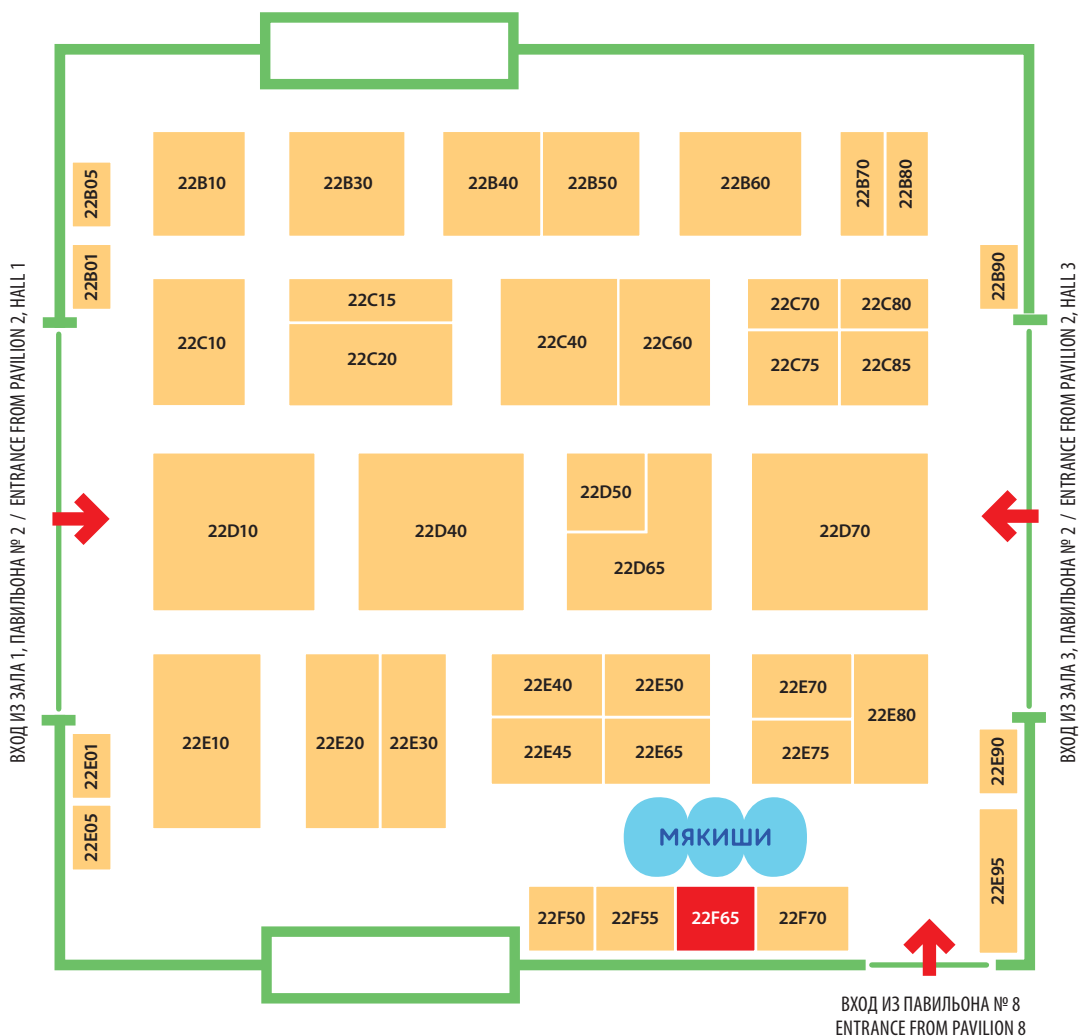 22B05
22B10
22B30
22B40
22B50
22B60
22B70
22B80
22B01
22B90
22C10
22C15
22C20
22C40
22C60
22C70
22C80
22C75
22C85
ВХОД ИЗ ЗАЛА 1, ПАВИЛЬОНА № 2 / ENTRANCE FROM PAVILION 2, HALL 1
ВХОД ИЗ ЗАЛА 3, ПАВИЛЬОНА № 2 / ENTRANCE FROM PAVILION 2, HALL 3
22D10
22D40
22D50
22D65
22D70
22E01
22E05
22E10
22E20
22E30
22E40
22E50
22E45
22E65
22E70
22E75
22E80
22E90
22E95
МЯКИШИ
22F50
22F55
22F65
22F70
ВХОД ИЗ ПАВИЛЬОНА № 8
ENTRANCE FROM PAVILION 8